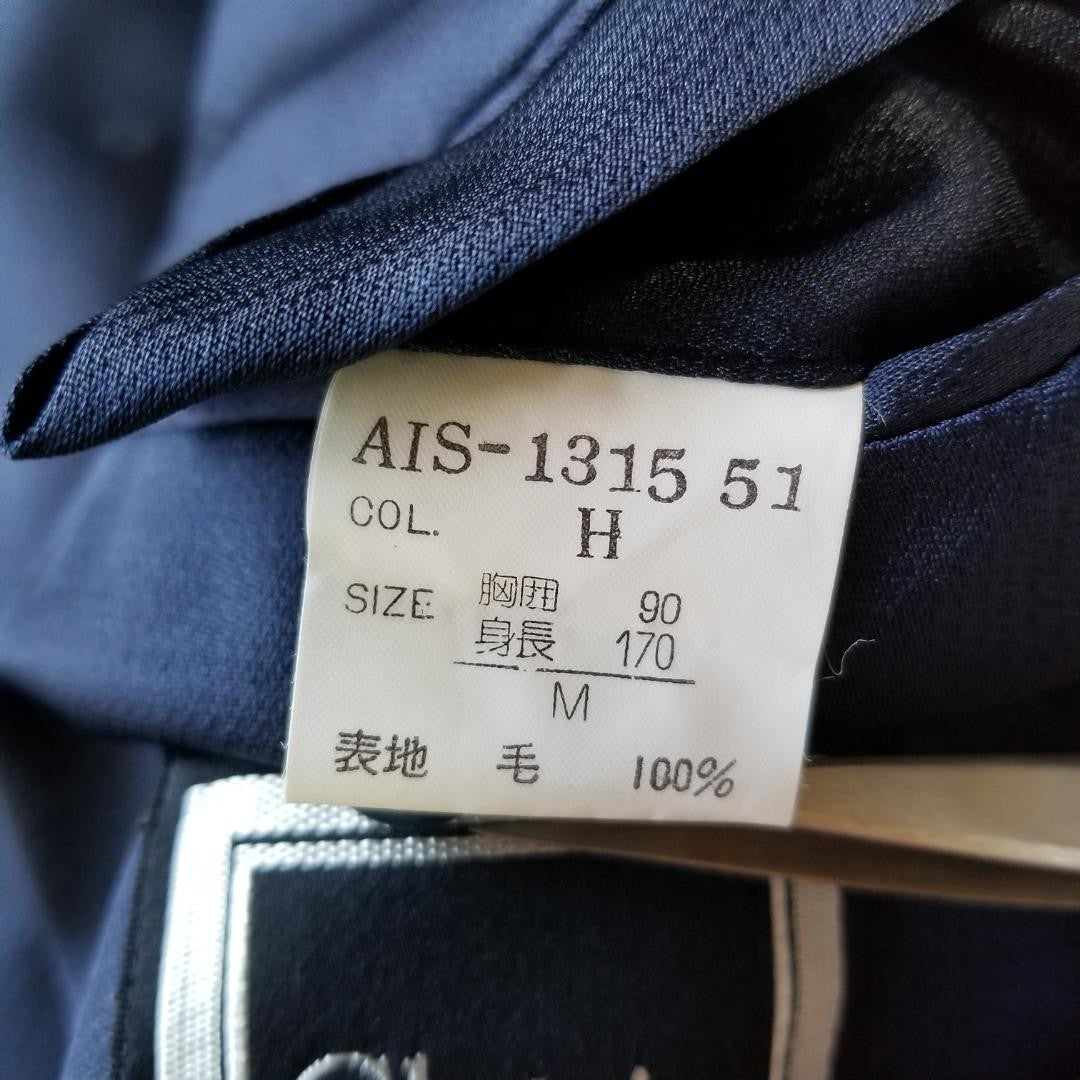 AIS-1315 51
COL. H
SIZE 胸囲 90
身長 170
M
表地 毛 100%